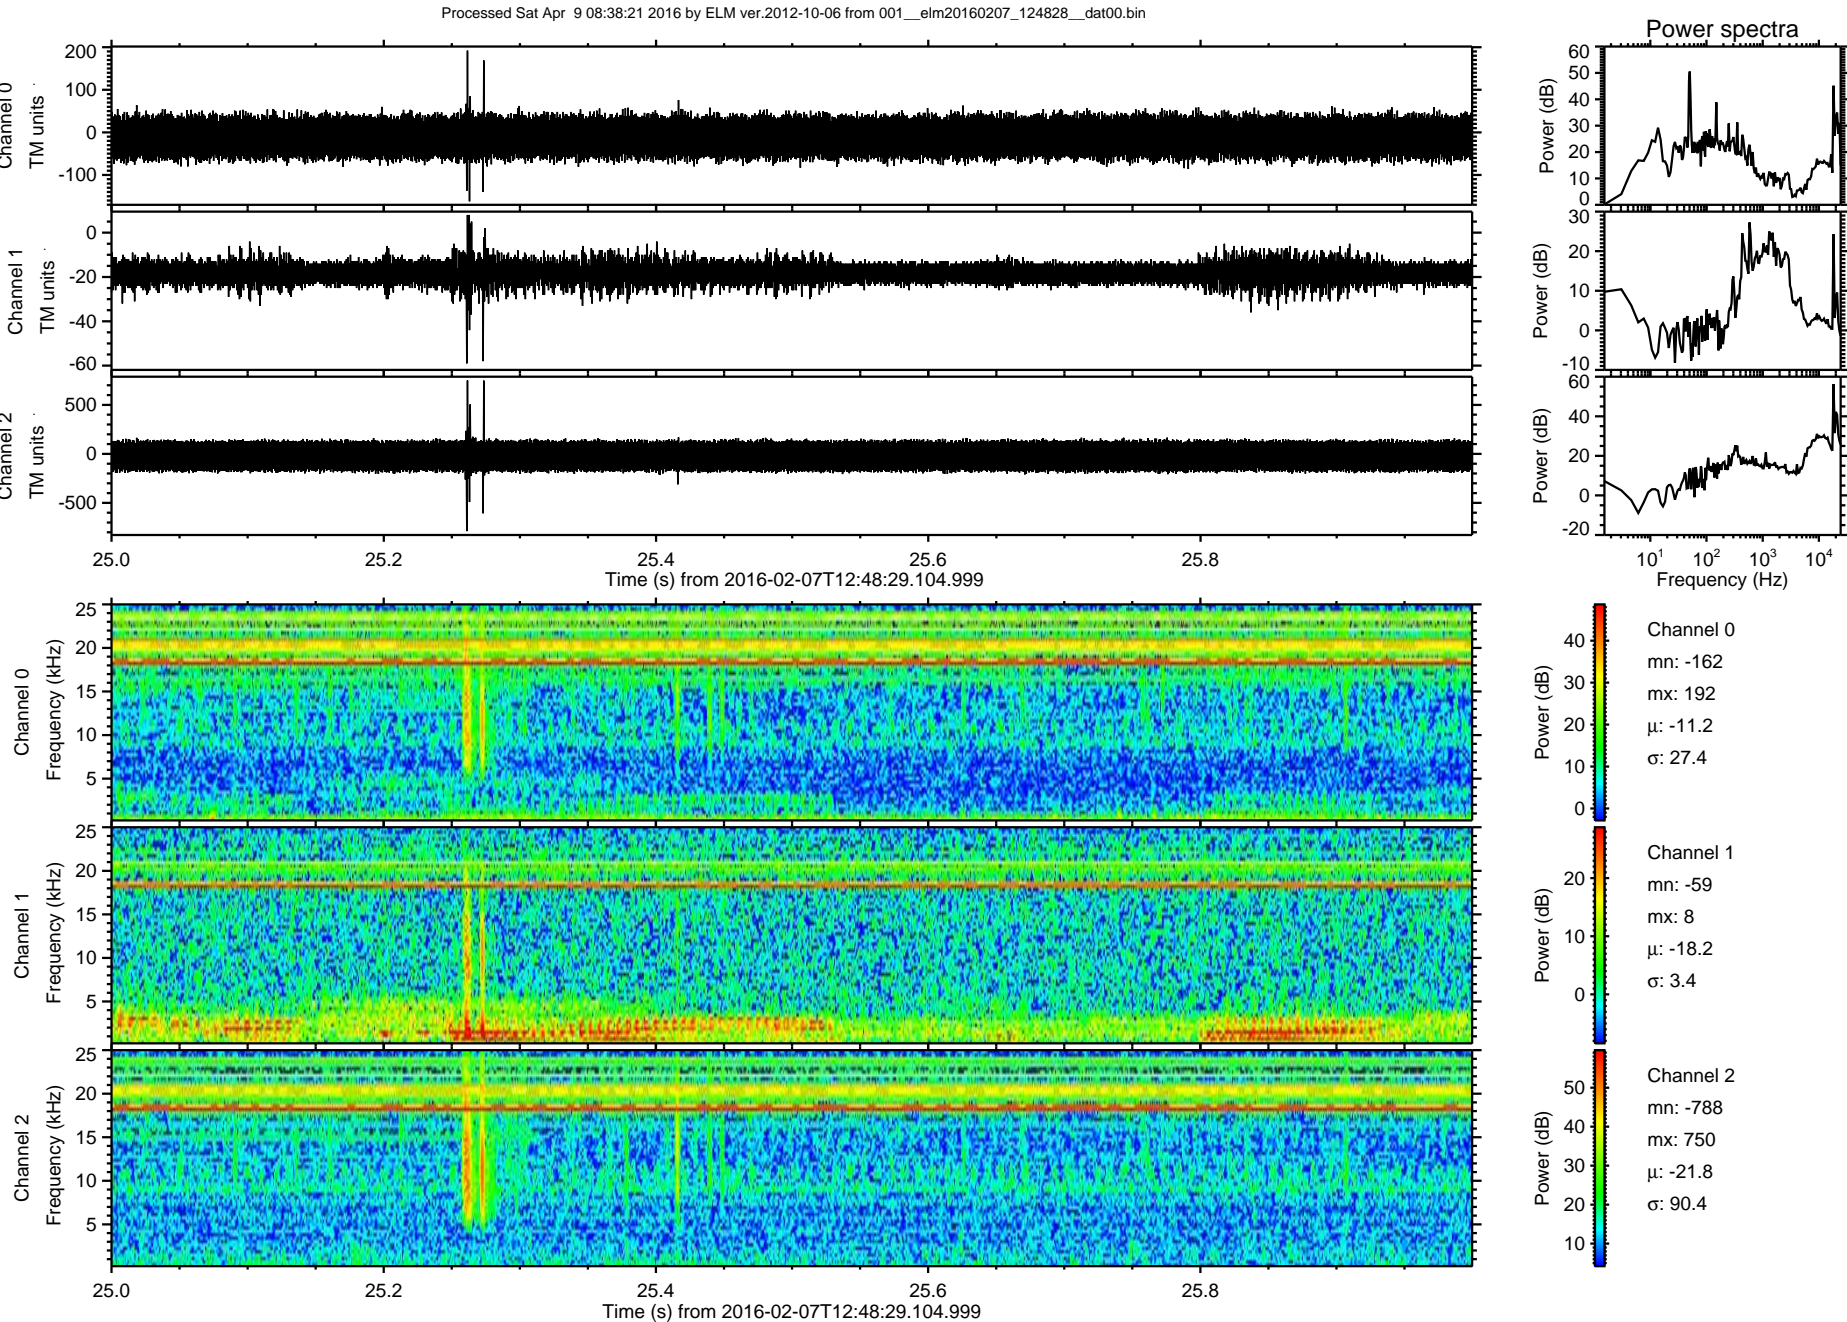 Processed Sat Apr  9 08:38:21 2016 by ELM ver.2012-10-06 from 001__elm20160207_124828__dat00.bin
Power spectra
Channel 0
TM units
200
100
0
-100
Power (dB)
60
50
40
30
20
10
0
Channel 1
TM units
0
-20
-40
-60
Power (dB)
30
20
10
0
-10
Channel 2
TM units
500
0
-500
Power (dB)
60
40
20
0
-20
25.0 25.2 25.4 25.6 25.8
Time (s) from 2016-02-07T12:48:29.104.999
10¹ 10² 10³ 10⁴
Frequency (Hz)
Channel 0
Frequency (kHz)
25
20
15
10
5
Power (dB)
40
30
20
10
0
Channel 0
mn: -162
mx: 192
μ: -11.2
σ: 27.4
Channel 1
Frequency (kHz)
25
20
15
10
5
Power (dB)
20
10
0
Channel 1
mn: -59
mx: 8
μ: -18.2
σ: 3.4
Channel 2
Frequency (kHz)
25
20
15
10
5
Power (dB)
50
40
30
20
10
Channel 2
mn: -788
mx: 750
μ: -21.8
σ: 90.4
25.0 25.2 25.4 25.6 25.8
Time (s) from 2016-02-07T12:48:29.104.999